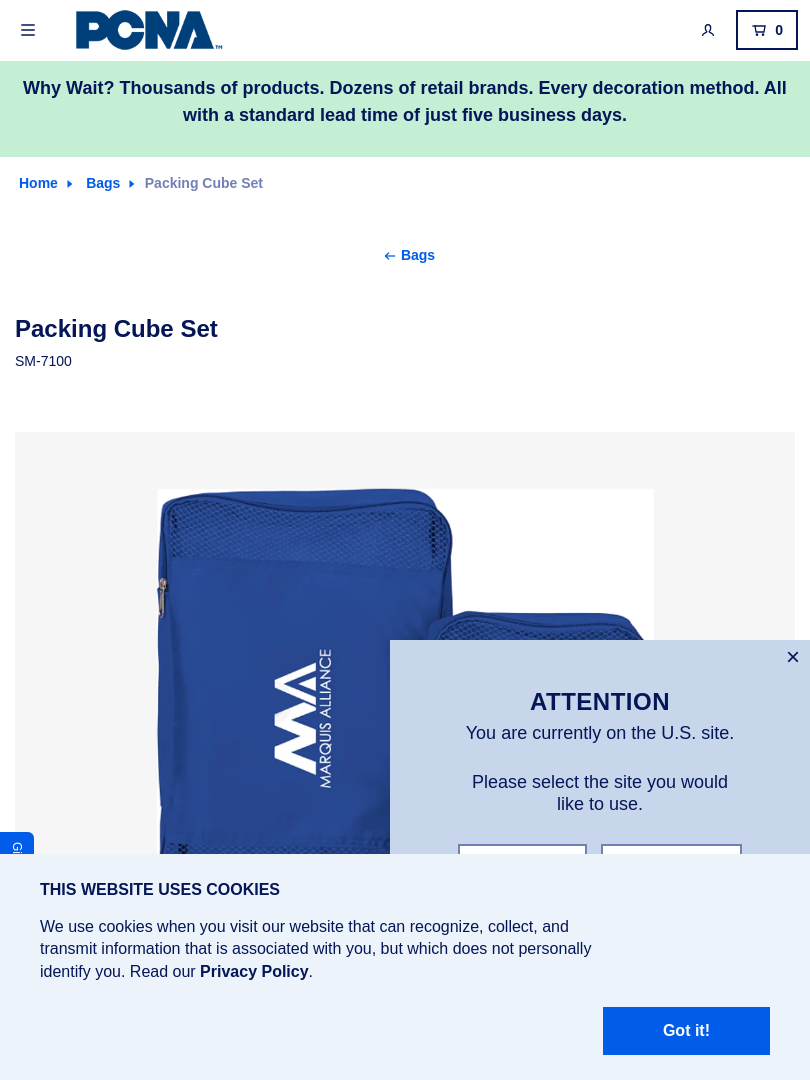 PCNA™
0
Why Wait? Thousands of products. Dozens of retail brands. Every decoration method. All
with a standard lead time of just five business days.
Home
Bags
Packing Cube Set
Bags
Packing Cube Set
SM-7100
MARQUIS ALLIANCE
ATTENTION
You are currently on the U.S. site.
Please select the site you would
like to use.
THIS WEBSITE USES COOKIES
We use cookies when you visit our website that can recognize, collect, and
transmit information that is associated with you, but which does not personally
identify you. Read our Privacy Policy.
Got it!